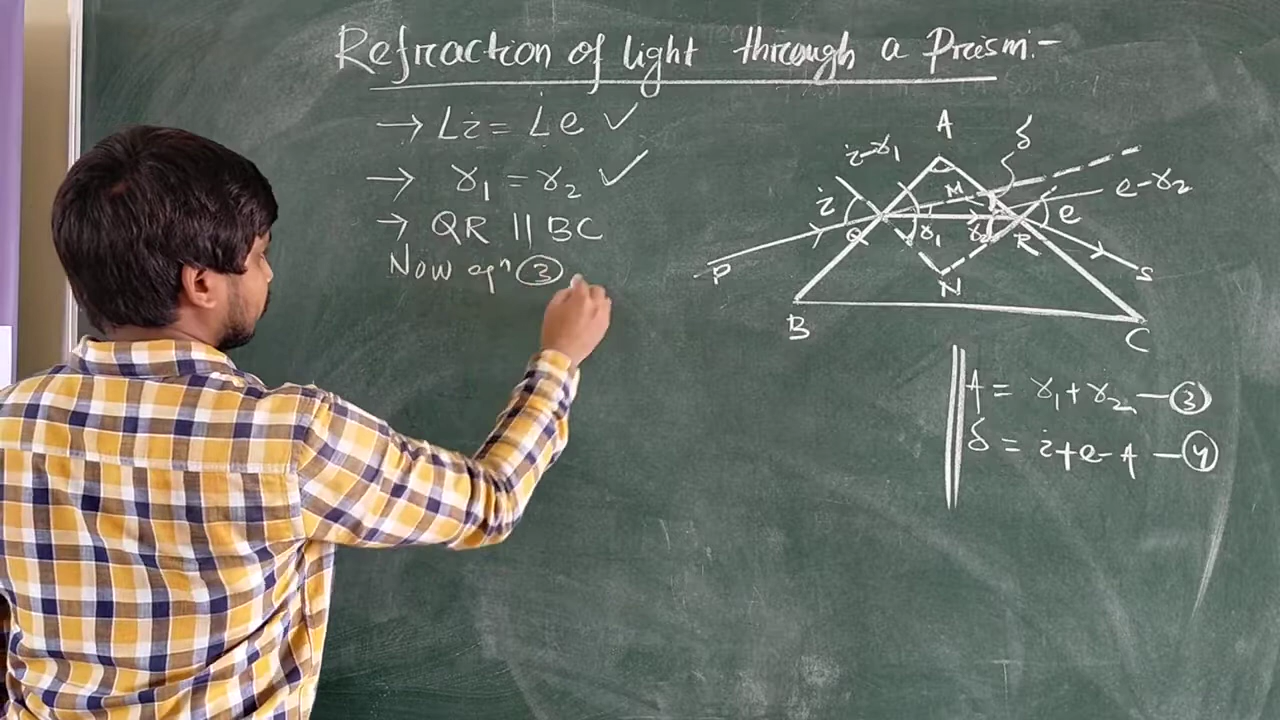 Refraction of light through a Prism:-
→ ∠i = ∠e ✓
→ r₁ = r₂ ✓
→ QR || BC
Now eqⁿ ③
A
δ
i-r₁
M
e-r₂
i
e
Q
r₁
r₂
R
P
N
S
B
C
A = r₁ + r₂ — ③
δ = i+e-A — ④